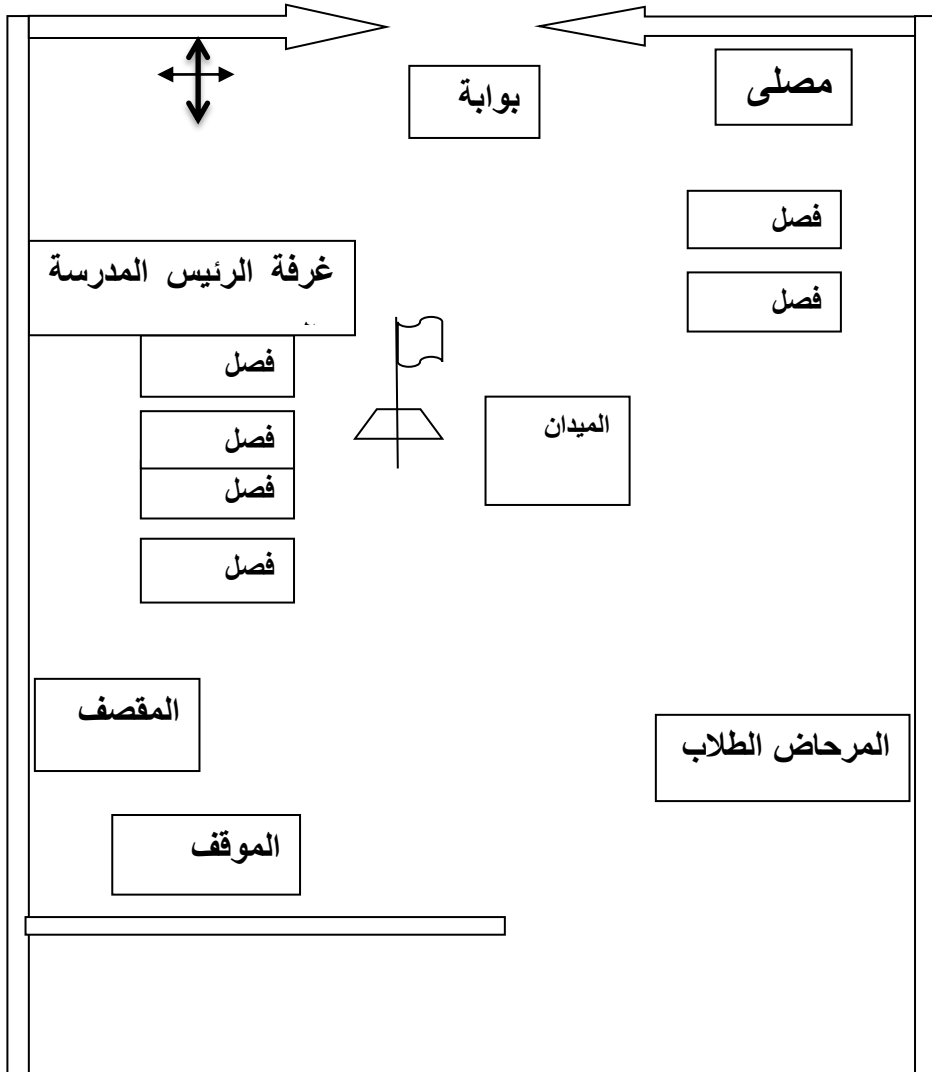 مصلى
بوابة
فصل
غرفة الرئيس المدرسة
فصل
فصل
فصل
الميدان
فصل
فصل
المقصف
المرحاض الطلاب
الموقف